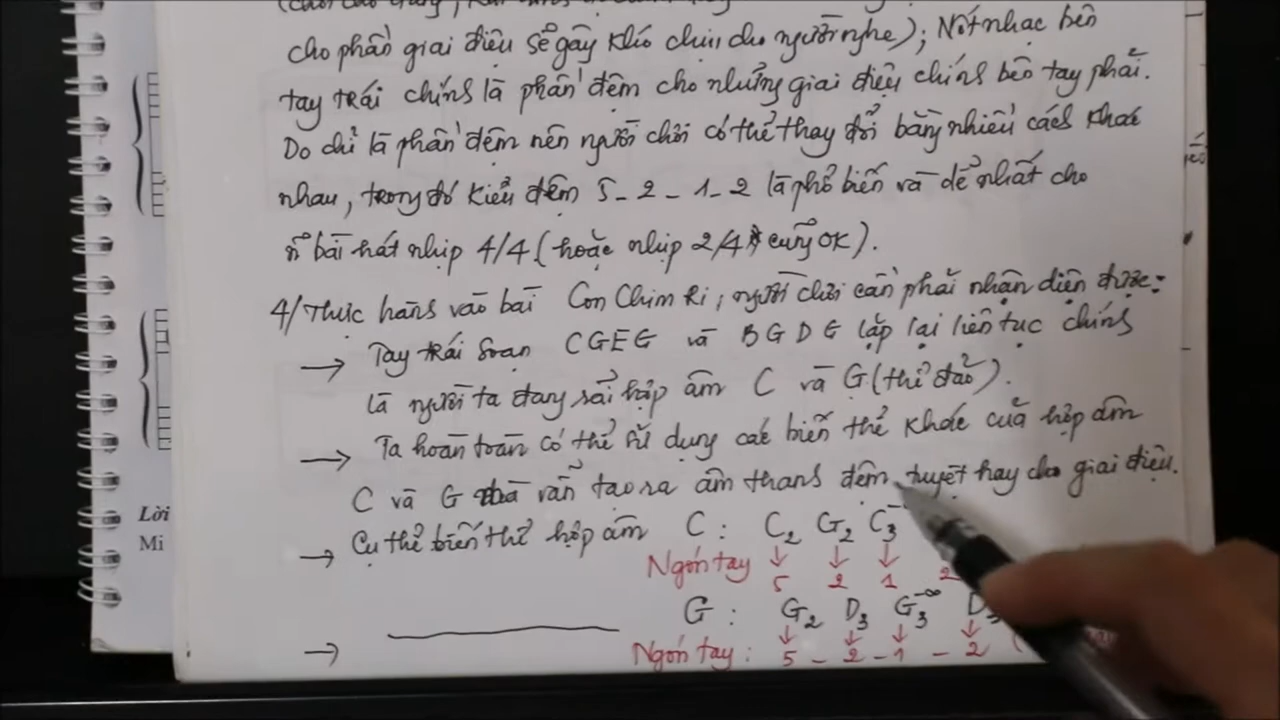 cho phần giai điệu sẽ gây khó chịu cho người nghe); Nốt nhạc bên
tay trái chính là phần đệm cho những giai điệu chính bên tay phải.
Do chỉ là phần đệm nên người chơi có thể thay đổi bằng nhiều cách khác
nhau, trong đó kiểu đệm 5-2-1-2 là phổ biến và dễ nhất cho
bài hát nhịp 4/4 (hoặc nhịp 2/4 cũng OK).
4/ Thực hành vào bài Con Chim Ri, người chơi cần phải nhận diện được:
→ Tay trái soạn CGEG và BGDG lặp lại liên tục chính
là người ta đang rải hợp âm C và G (thể đảo).
→ Ta hoàn toàn có thể sử dụng các biến thể khác của hợp âm
C và G mà vẫn tạo ra âm thanh đệm tuyệt hay cho giai điệu.
→ Cụ thể biến thể hợp âm C: C2 G2 C3
Ngón tay 5 2 1 2
G: G2 D3 G3 D3
→
Ngón tay: 5 - 2 - 1 - 2 (
Lời
Mi